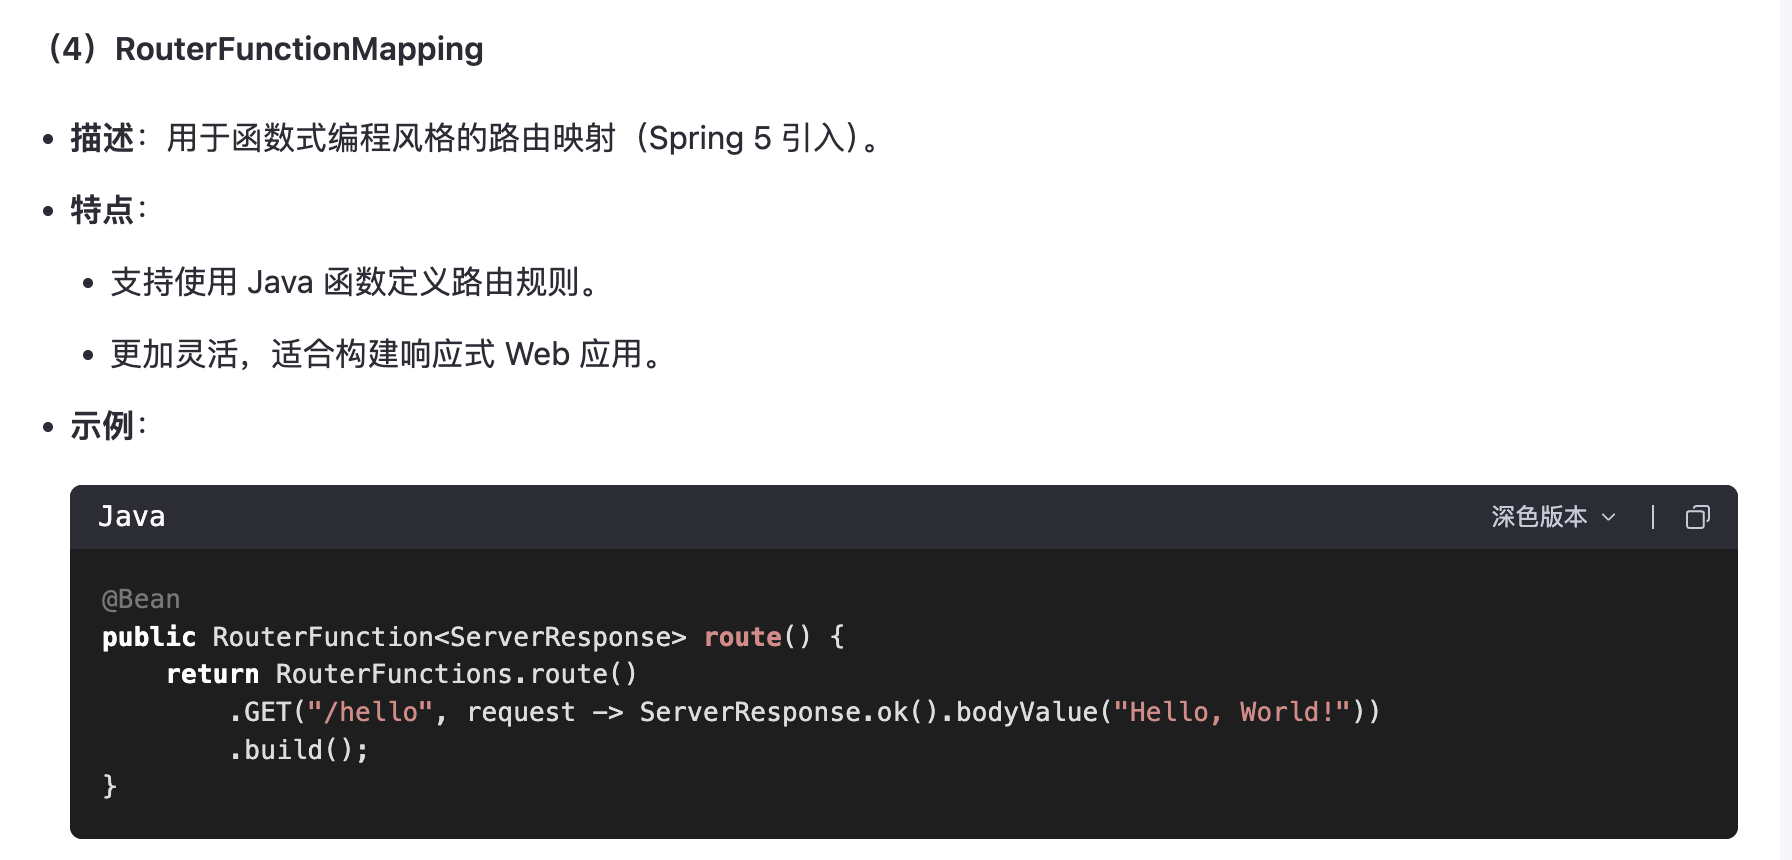 （4）RouterFunctionMapping
• 描述：用于函数式编程风格的路由映射（Spring 5 引入）。
• 特点：
• 支持使用 Java 函数定义路由规则。
• 更加灵活，适合构建响应式 Web 应用。
• 示例：
Java 深色版本
@Bean
public RouterFunction<ServerResponse> route() {
    return RouterFunctions.route()
        .GET("/hello", request -> ServerResponse.ok().bodyValue("Hello, World!"))
        .build();
}